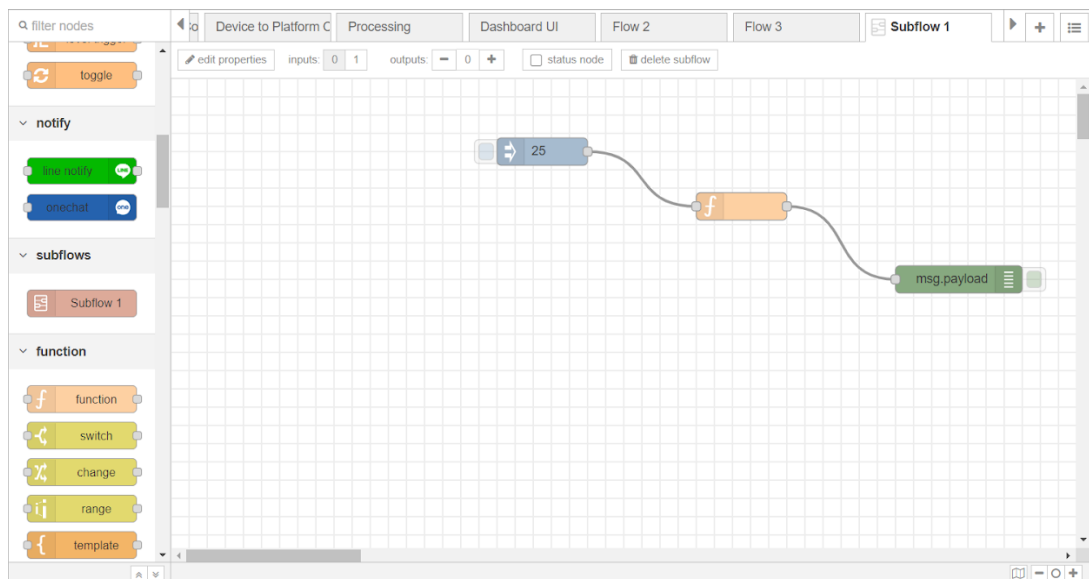 filter nodes
Device to Platform C
Processing
Dashboard UI
Flow 2
Flow 3
Subflow 1
edit properties
inputs: 0 1
outputs: 0
status node
delete subflow
toggle
notify
line notify
LINE
onechat
one
subflows
Subflow 1
function
function
switch
change
range
template
25
msg.payload